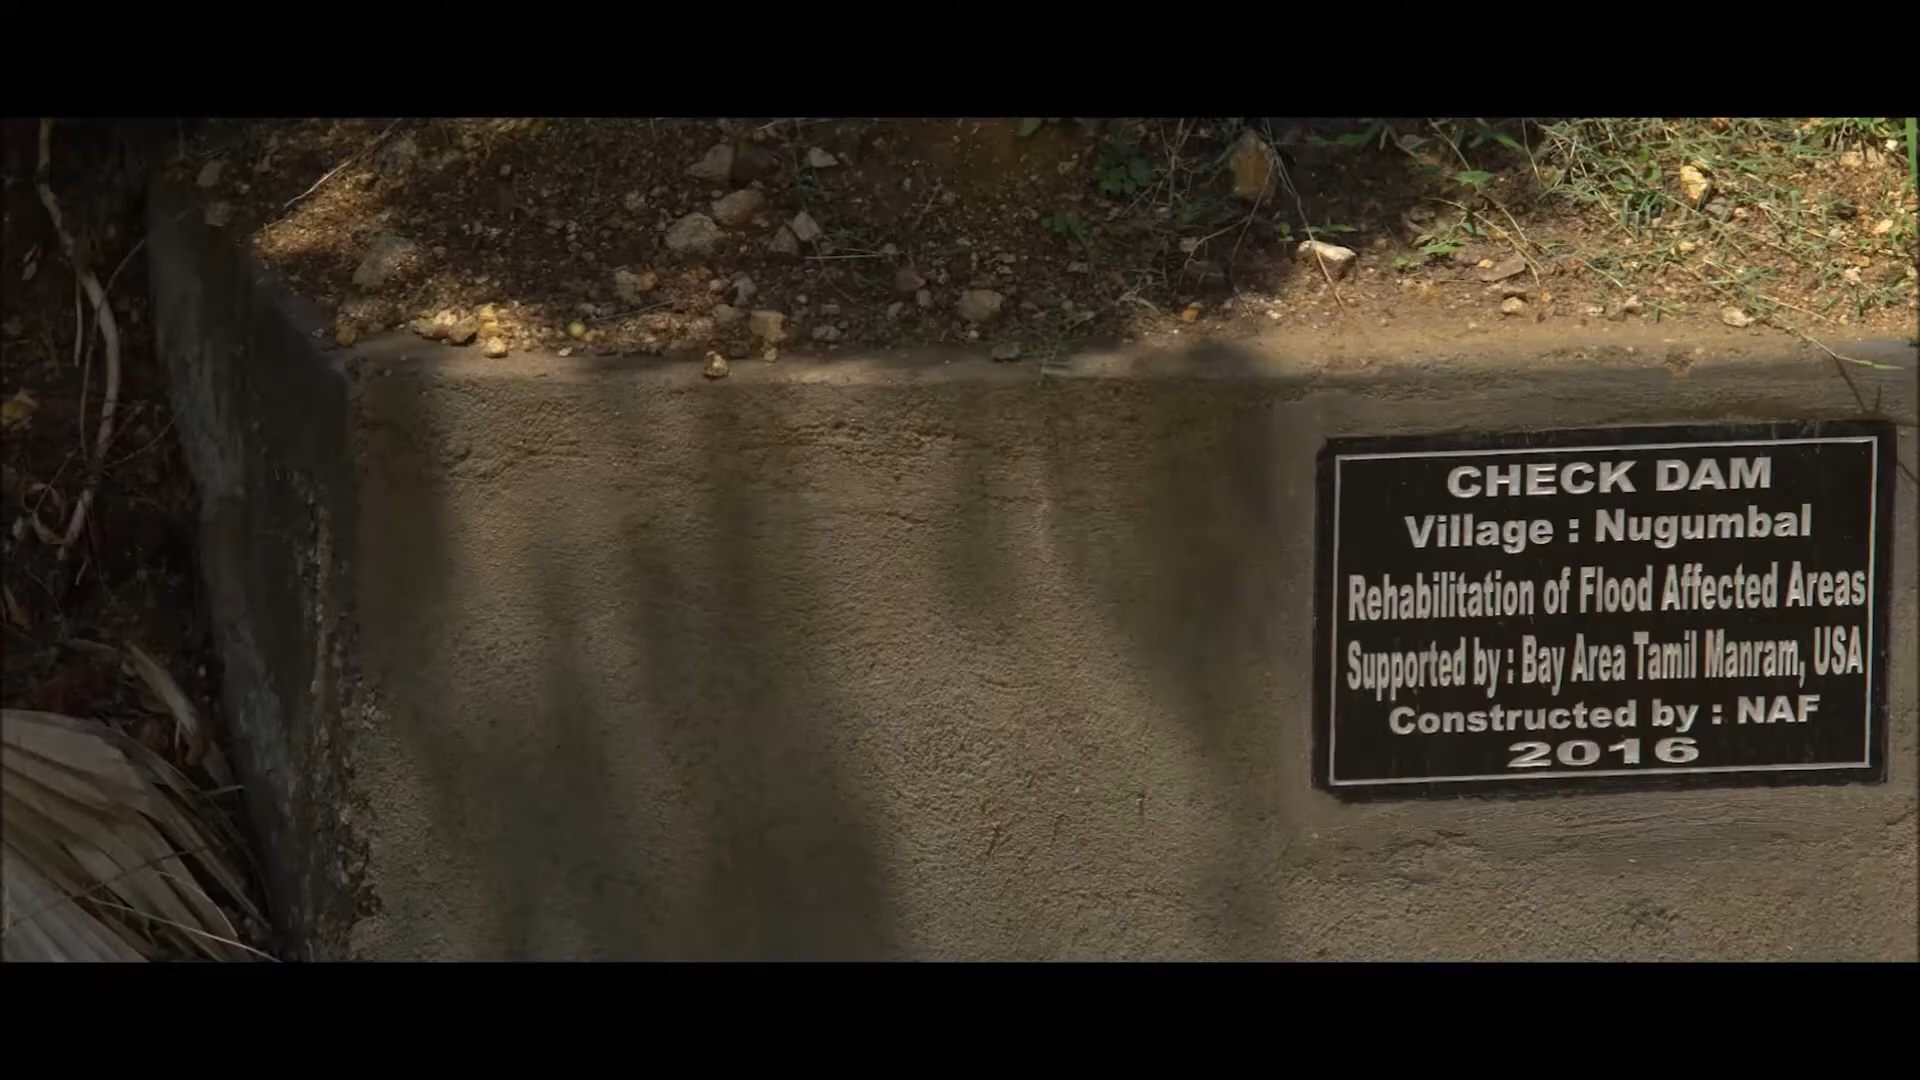 CHECK DAM
Village : Nugumbal
Rehabilitation of Flood Affected Areas
Supported by : Bay Area Tamil Manram, USA
Constructed by : NAF
2016